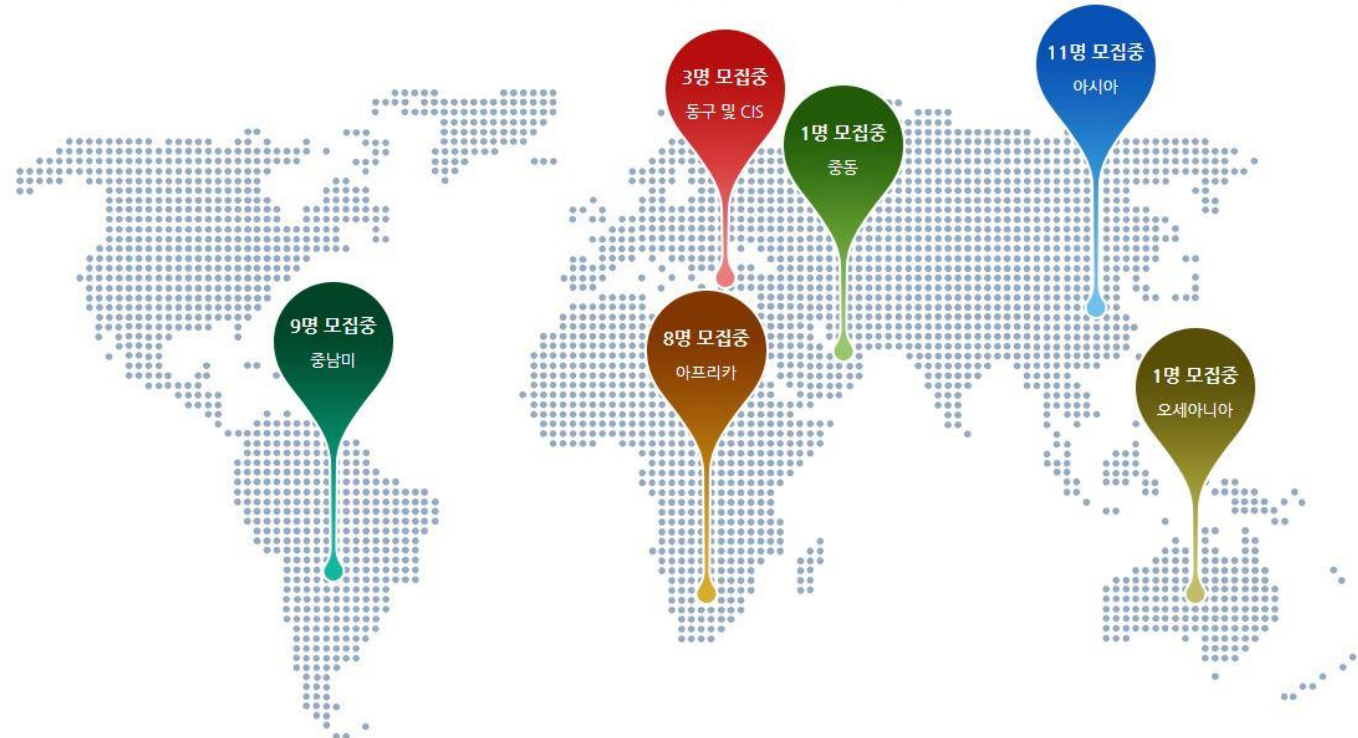 3명 모집중
동구 및 CIS
1명 모집중
중동
11명 모집중
아시아
9명 모집중
중남미
8명 모집중
아프리카
1명 모집중
오세아니아